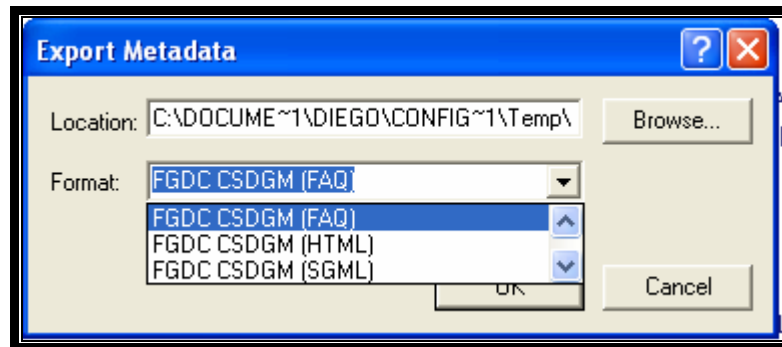 Export Metadata
Location: C:\DOCUME~1\DIEGO\CONFIG~1\Temp\ Browse...
Format: FGDC CSDGM (FAQ)
FGDC CSDGM (FAQ)
FGDC CSDGM (HTML)
FGDC CSDGM (SGML)
OK Cancel